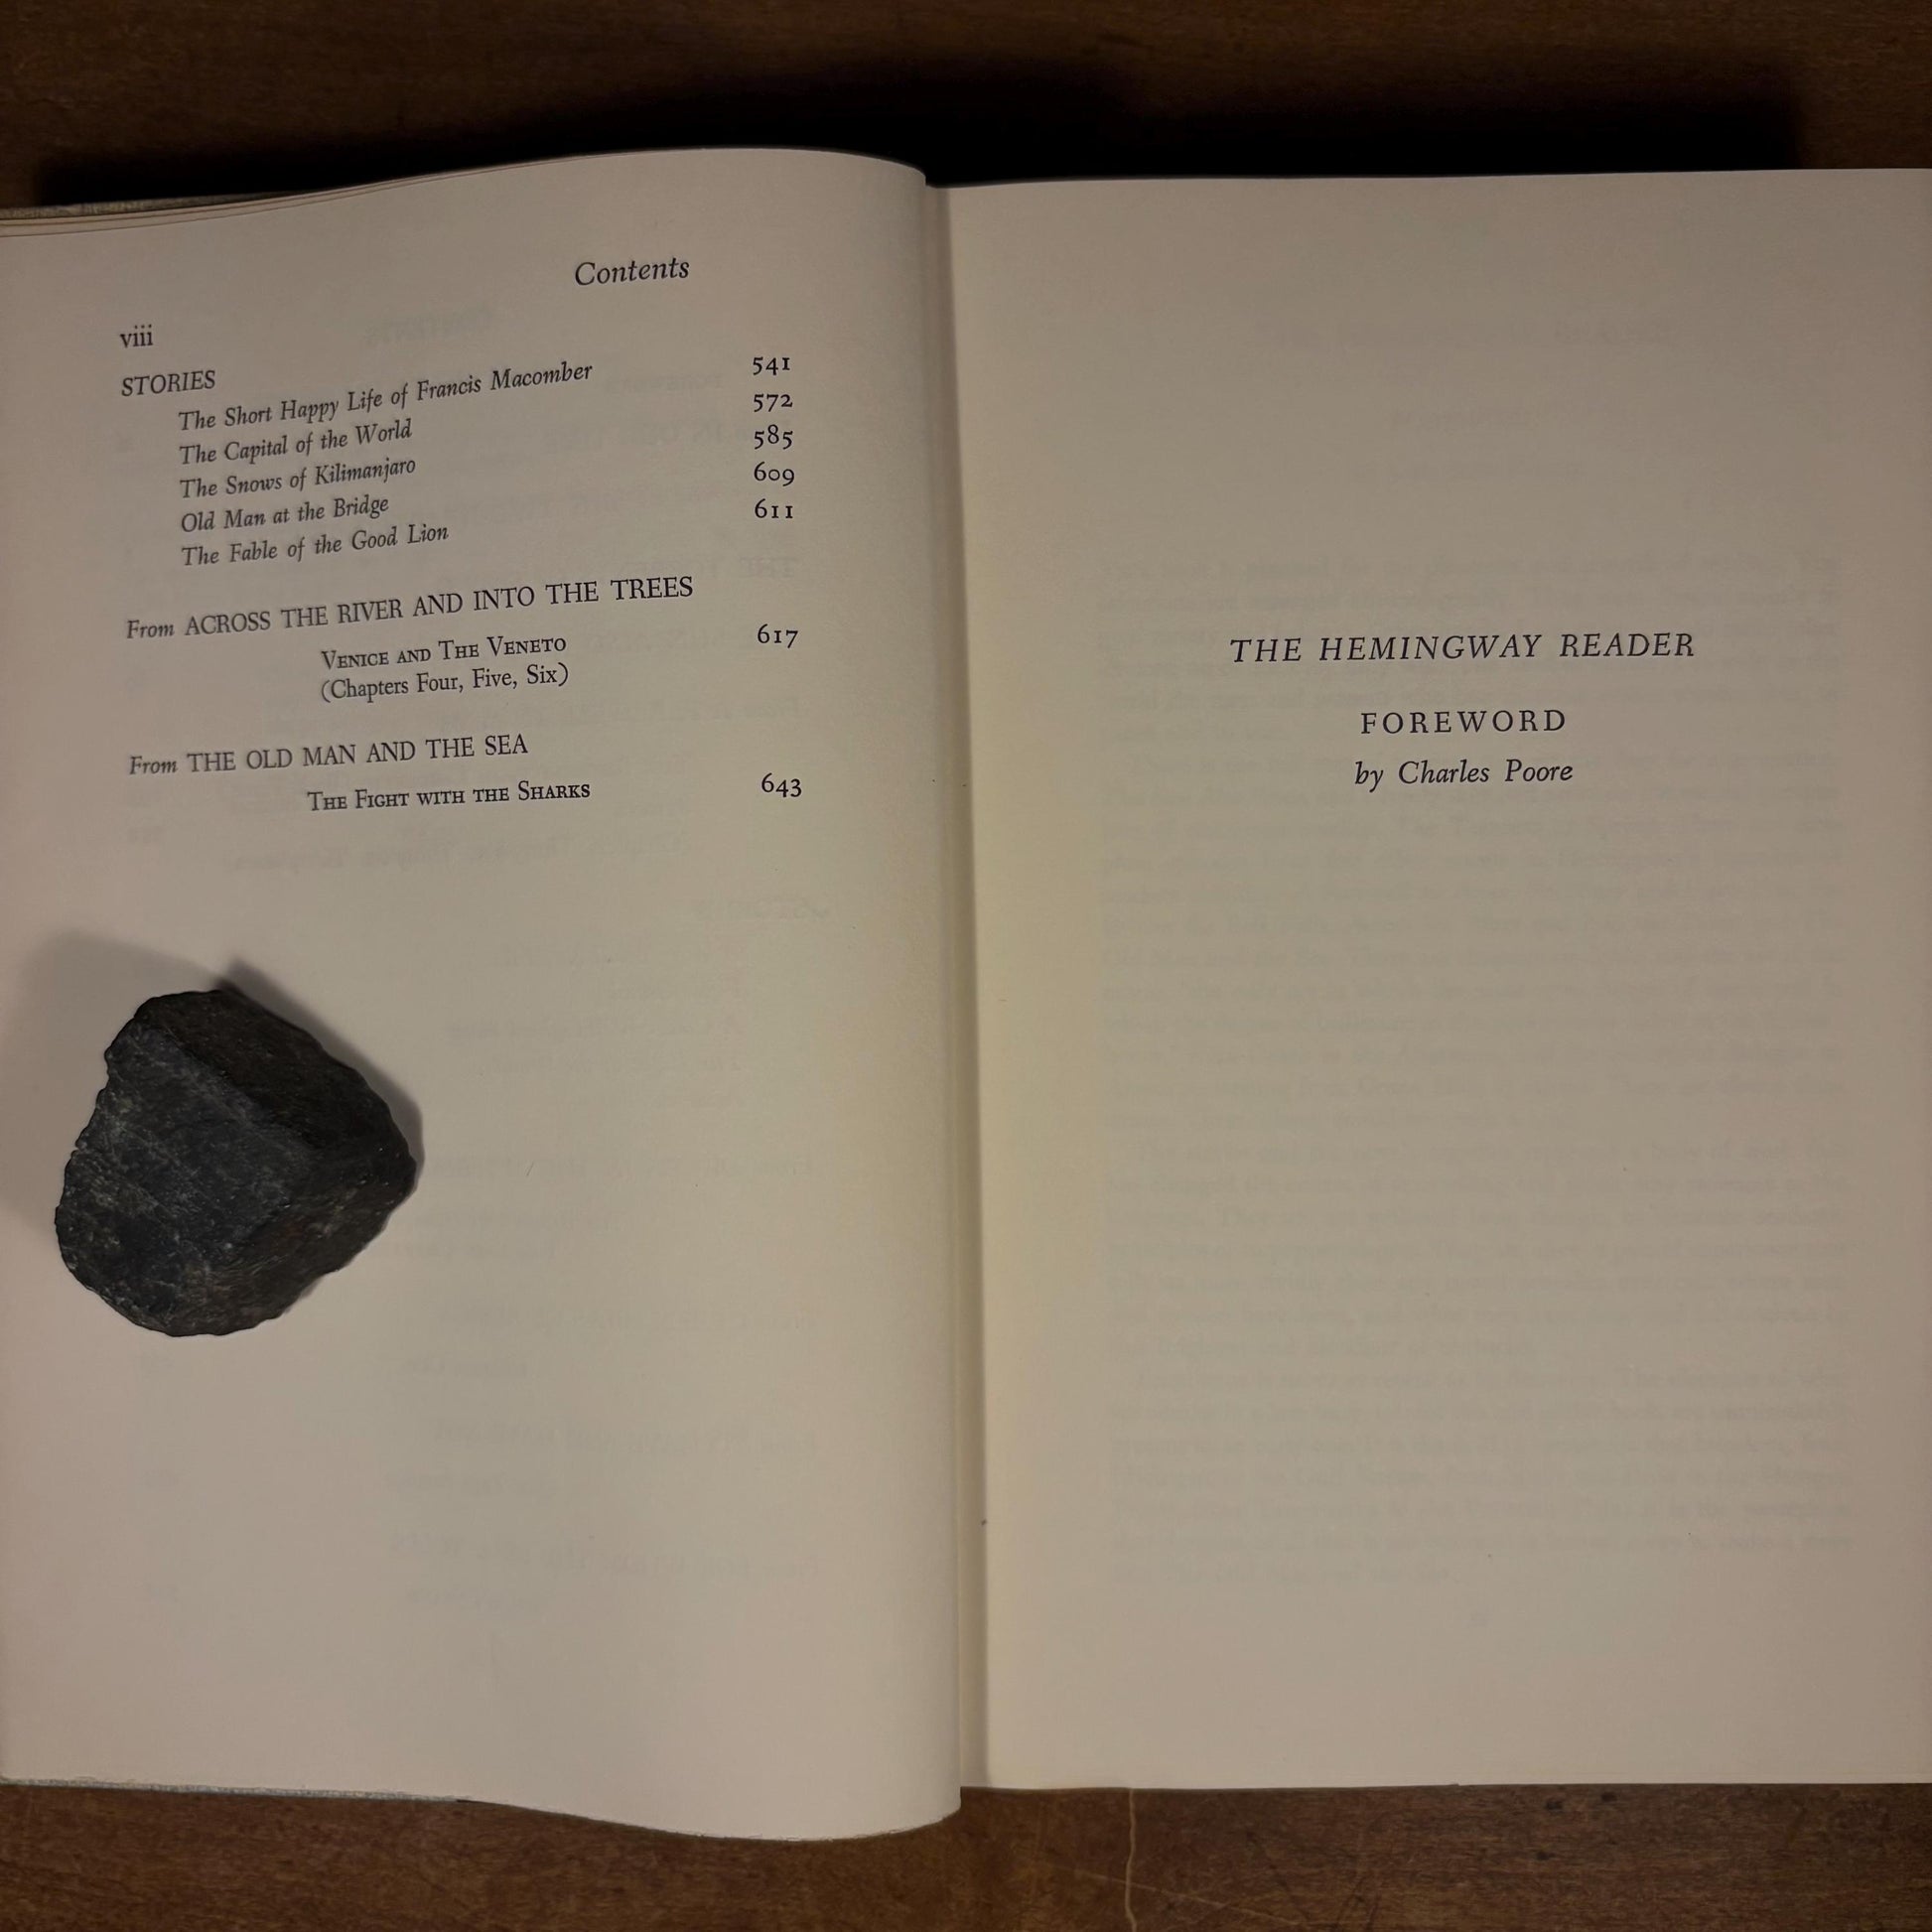 Contents
viii
STORIES
The Short Happy Life of Francis Macomber 541
The Capital of the World 572
The Snows of Kilimanjaro 585
Old Man at the Bridge 609
The Fable of the Good Lion 611
From ACROSS THE RIVER AND INTO THE TREES
VENICE AND THE VENETO 617
(Chapters Four, Five, Six)
From THE OLD MAN AND THE SEA
THE FIGHT WITH THE SHARKS 643
THE HEMINGWAY READER
FOREWORD
by Charles Poore